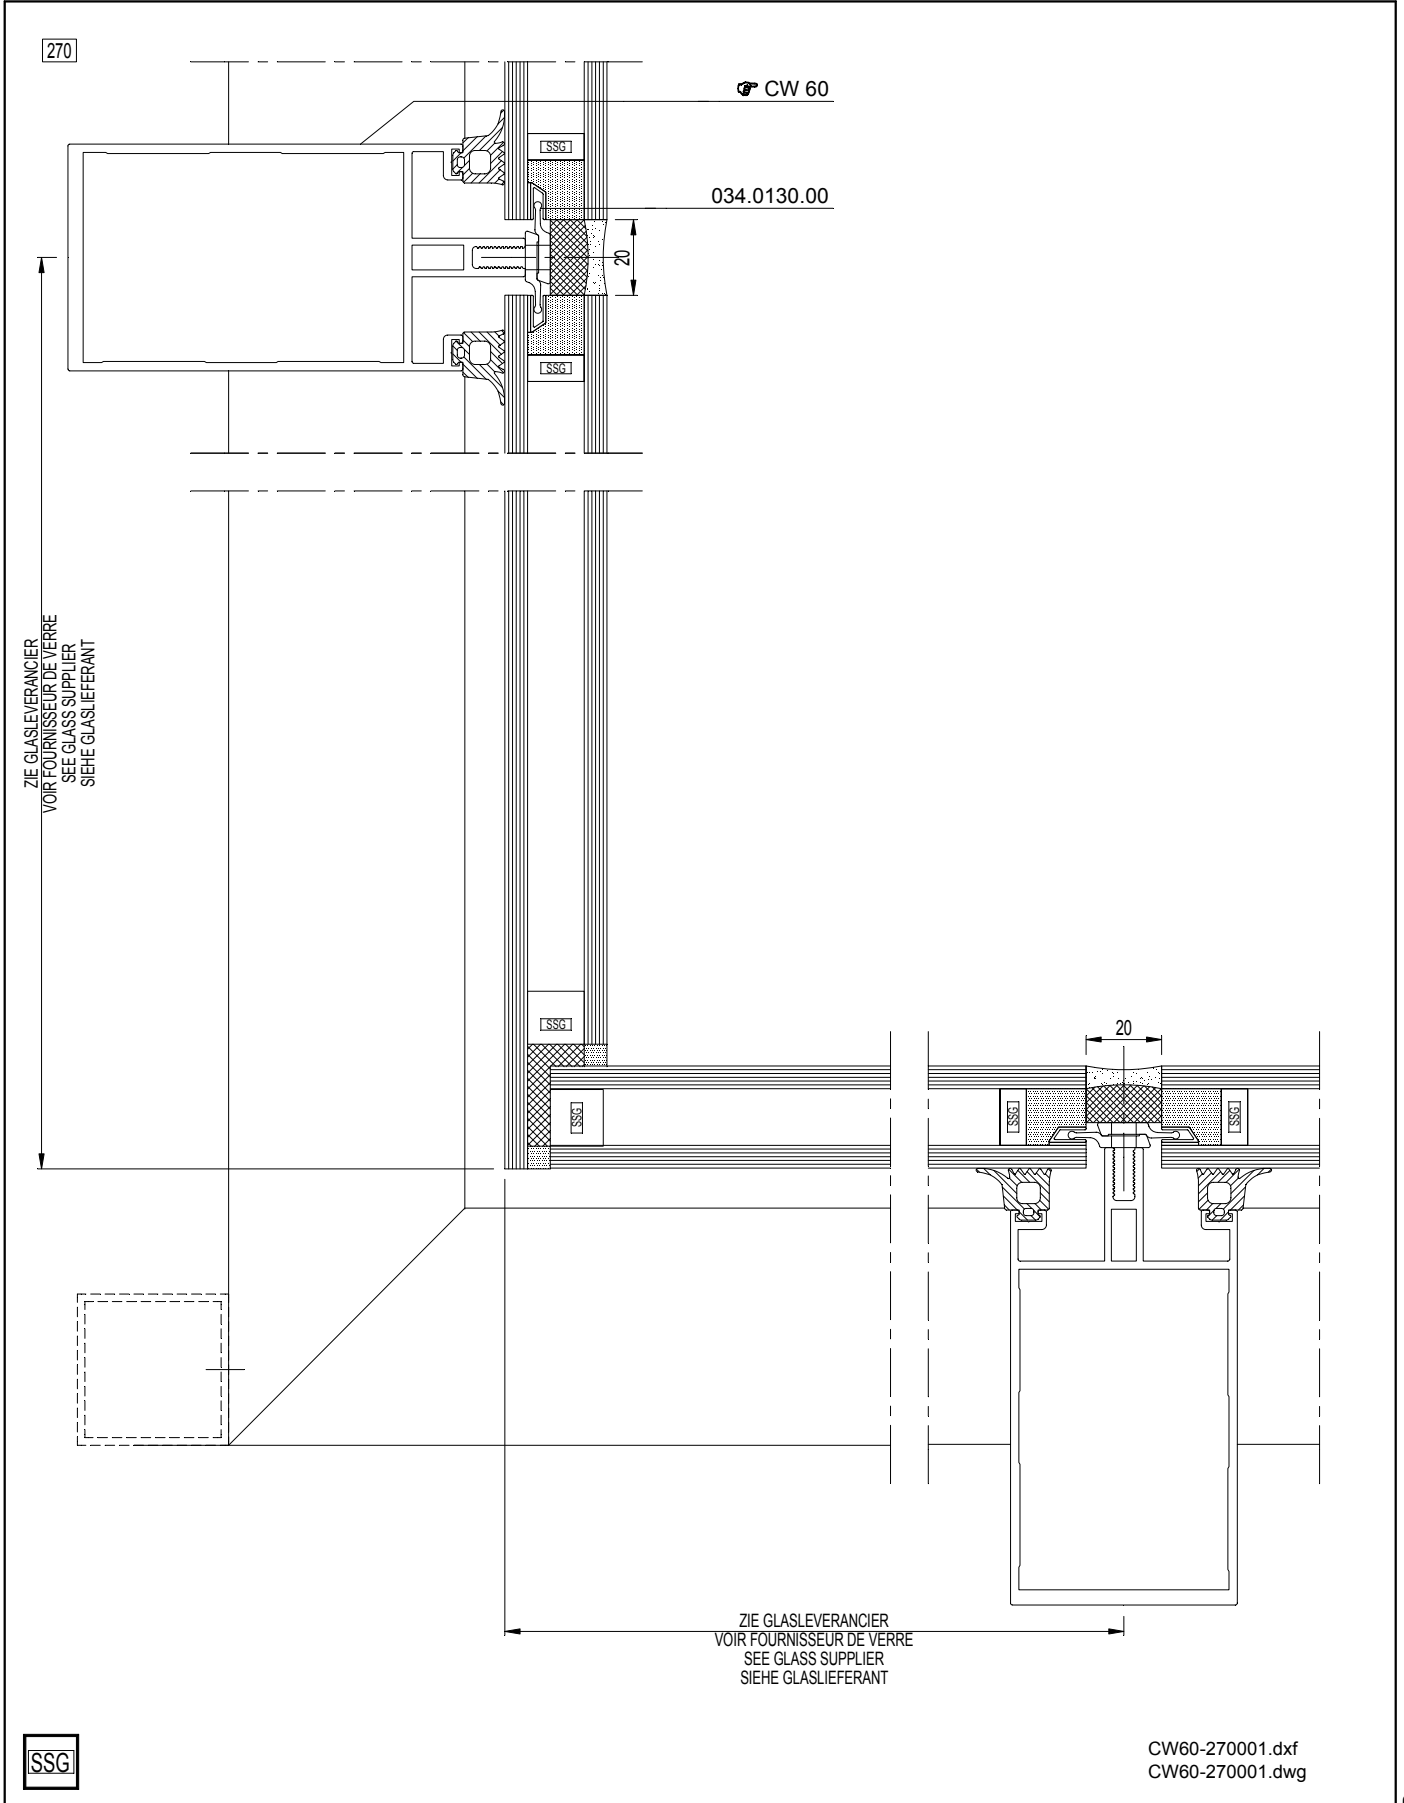 270
CW 60
SSG
034.0130.00
20
SSG
ZIE GLASLEVERANCIER
VOIR FOURNISSEUR DE VERRE
SEE GLASS SUPPLIER
SIEHE GLASLIEFERANT
SSG
20
SSG
SSG
SSG
ZIE GLASLEVERANCIER
VOIR FOURNISSEUR DE VERRE
SEE GLASS SUPPLIER
SIEHE GLASLIEFERANT
SSG
CW60-270001.dxf
CW60-270001.dwg